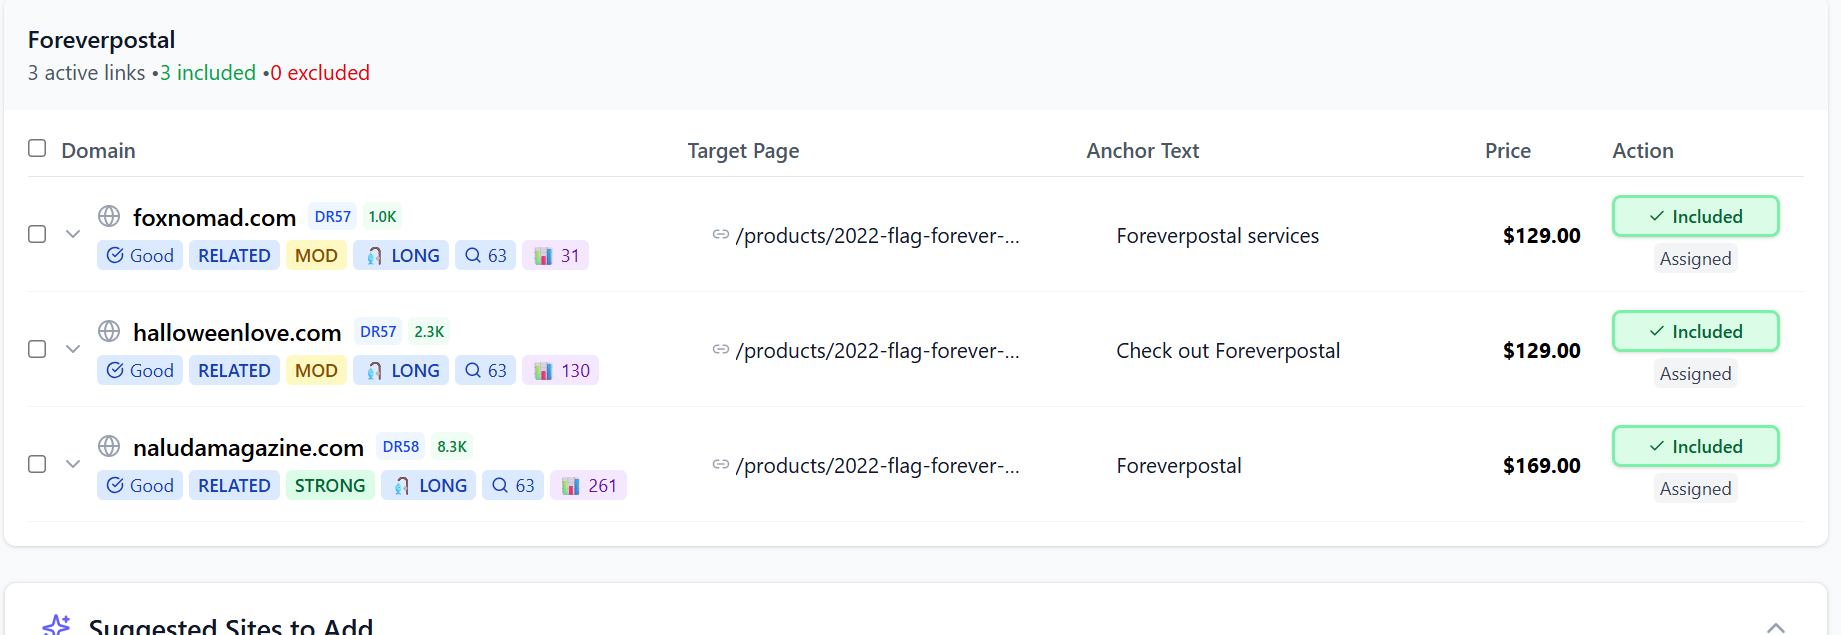 Foreverpostal
3 active links •3 included •0 excluded
Domain Target Page Anchor Text Price Action
foxnomad.com DR57 1.0K
Good RELATED MOD LONG 63 31
/products/2022-flag-forever-... Foreverpostal services $129.00 Included
Assigned
halloweenlove.com DR57 2.3K
Good RELATED MOD LONG 63 130
/products/2022-flag-forever-... Check out Foreverpostal $129.00 Included
Assigned
naludamagazine.com DR58 8.3K
Good RELATED STRONG LONG 63 261
/products/2022-flag-forever-... Foreverpostal $169.00 Included
Assigned
Suggested Sites to Add